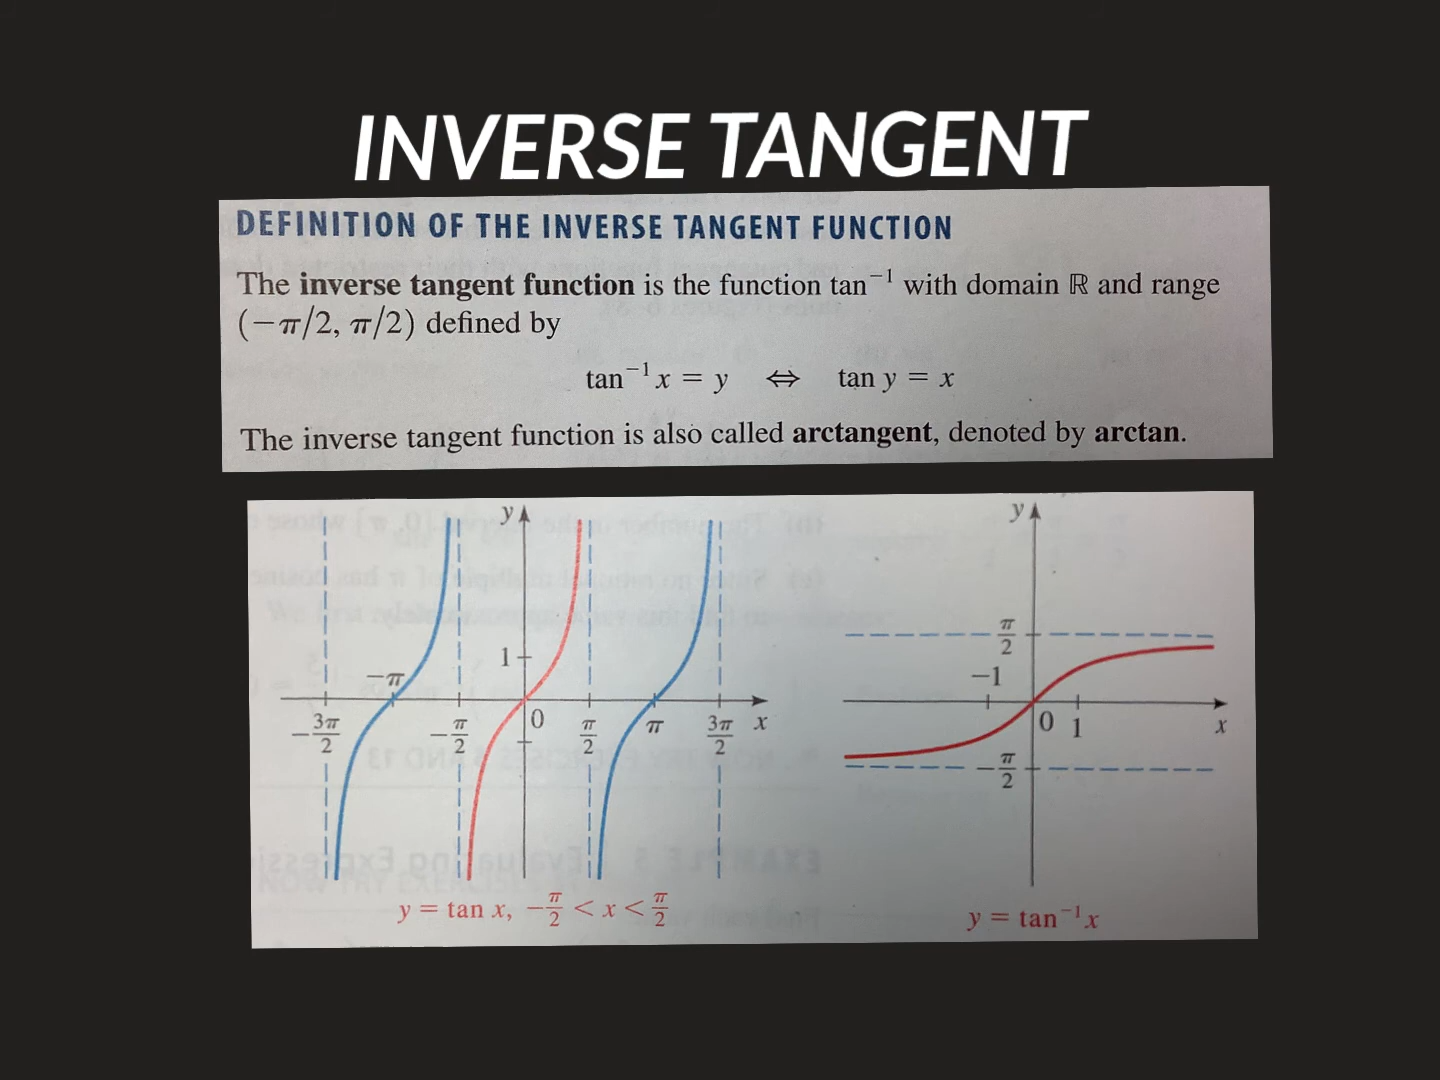 INVERSE TANGENT
DEFINITION OF THE INVERSE TANGENT FUNCTION
The inverse tangent function is the function tan⁻¹ with domain ℝ and range
(−π/2, π/2) defined by
tan⁻¹x = y ⇔ tan y = x
The inverse tangent function is also called arctangent, denoted by arctan.
y
1
−π
−3π/2
−π/2
0
π/2
π
3π/2
x
y = tan x, −π/2 < x < π/2
y
π/2
−1
0
1
x
−π/2
y = tan⁻¹x